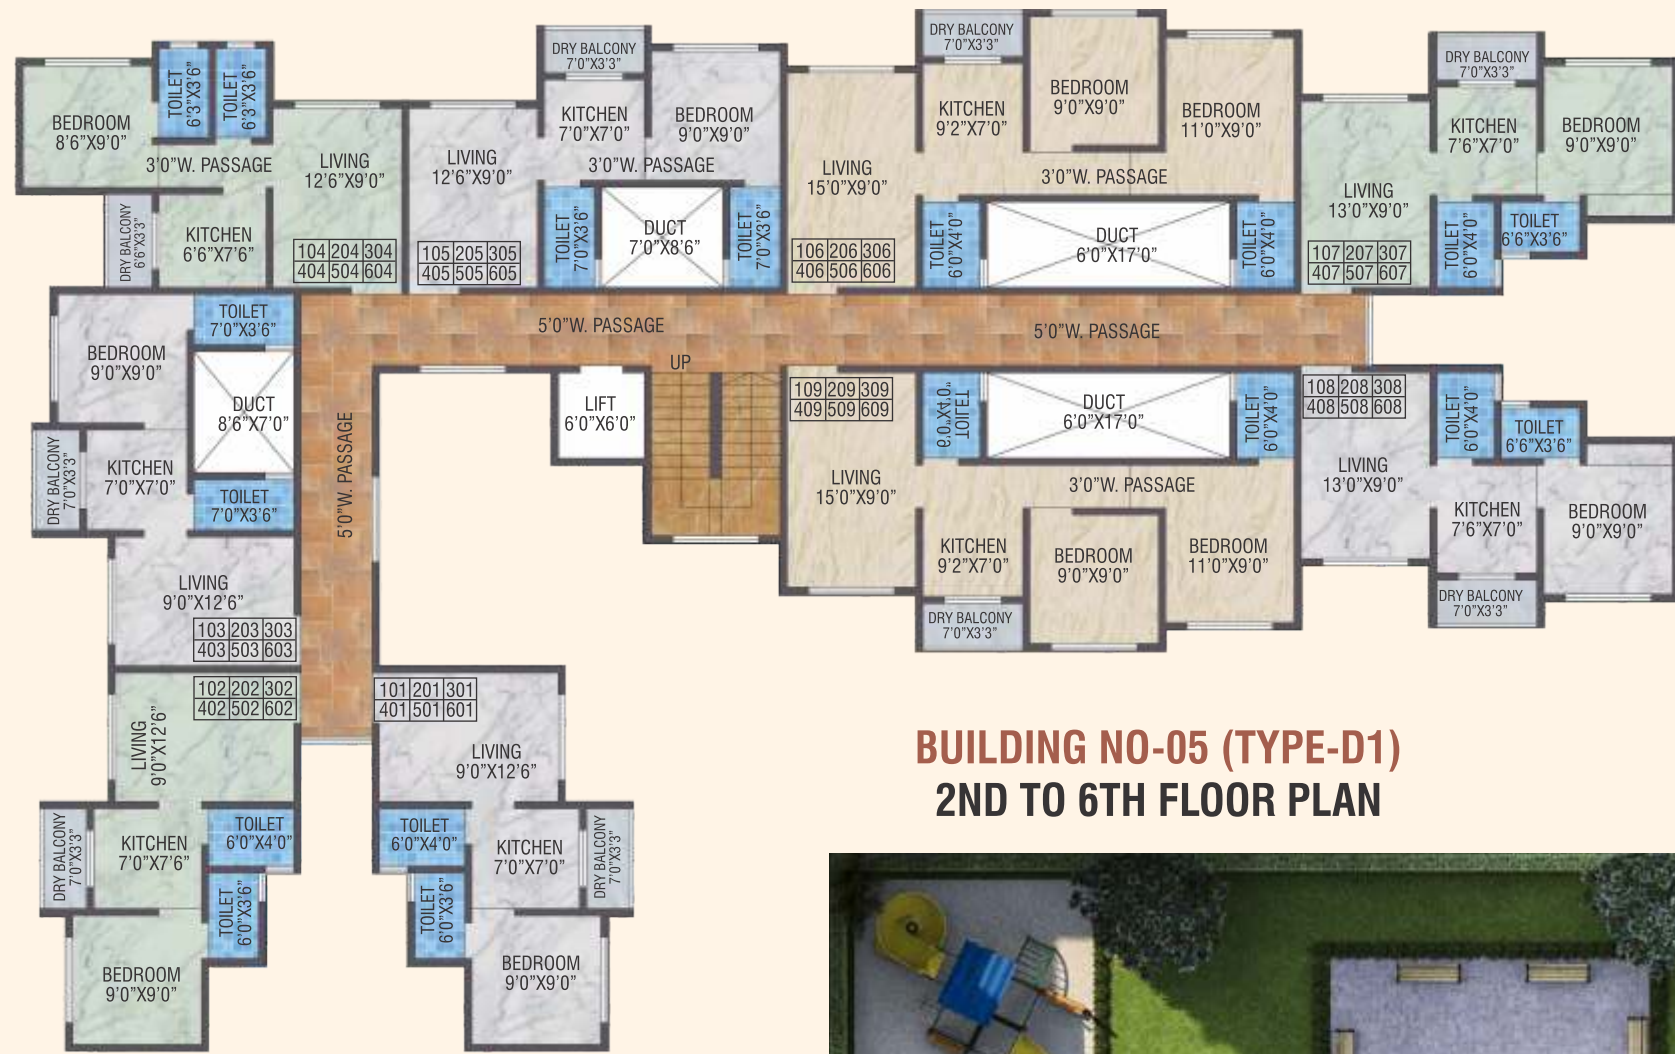 BEDROOM
8'6"X9'0"
TOILET
6'3"X3'6"
TOILET
6'3"X3'6"
3'0"W. PASSAGE
LIVING
12'6"X9'0"
DRY BALCONY
6'6"X3'3"
KITCHEN
6'6"X7'6"
104 204 304
404 504 604
LIVING
12'6"X9'0"
105 205 305
405 505 605
DRY BALCONY
7'0"X3'3"
KITCHEN
7'0"X7'0"
BEDROOM
9'0"X9'0"
3'0"W. PASSAGE
TOILET
7'0"X3'6"
DUCT
7'0"X8'6"
TOILET
7'0"X3'6"
LIVING
15'0"X9'0"
106 206 306
406 506 606
DRY BALCONY
7'0"X3'3"
KITCHEN
9'2"X7'0"
BEDROOM
9'0"X9'0"
BEDROOM
11'0"X9'0"
3'0"W. PASSAGE
TOILET
6'0"X4'0"
DUCT
6'0"X17'0"
TOILET
6'0"X4'0"
LIVING
13'0"X9'0"
107 207 307
407 507 607
DRY BALCONY
7'0"X3'3"
KITCHEN
7'6"X7'0"
BEDROOM
9'0"X9'0"
TOILET
6'0"X4'0"
TOILET
6'6"X3'6"
5'0"W. PASSAGE
5'0"W. PASSAGE
UP
LIFT
6'0"X6'0"
5'0"W. PASSAGE
TOILET
7'0"X3'6"
BEDROOM
9'0"X9'0"
DUCT
8'6"X7'0"
DRY BALCONY
7'0"X3'3"
KITCHEN
7'0"X7'0"
TOILET
7'0"X3'6"
LIVING
9'0"X12'6"
103 203 303
403 503 603
109 209 309
409 509 609
LIVING
15'0"X9'0"
TOILET
6'0"X4'0"
DUCT
6'0"X17'0"
TOILET
6'0"X4'0"
3'0"W. PASSAGE
KITCHEN
9'2"X7'0"
BEDROOM
9'0"X9'0"
BEDROOM
11'0"X9'0"
DRY BALCONY
7'0"X3'3"
108 208 308
408 508 608
LIVING
13'0"X9'0"
TOILET
6'0"X4'0"
TOILET
6'6"X3'6"
KITCHEN
7'6"X7'0"
BEDROOM
9'0"X9'0"
DRY BALCONY
7'0"X3'3"
102 202 302
402 502 602
LIVING
9'0"X12'6"
DRY BALCONY
7'0"X3'3"
KITCHEN
7'0"X7'6"
TOILET
6'0"X4'0"
TOILET
6'0"X3'6"
BEDROOM
9'0"X9'0"
101 201 301
401 501 601
LIVING
9'0"X12'6"
TOILET
6'0"X4'0"
KITCHEN
7'0"X7'0"
DRY BALCONY
7'0"X3'3"
TOILET
6'0"X3'6"
BEDROOM
9'0"X9'0"
BUILDING NO-05 (TYPE-D1)
2ND TO 6TH FLOOR PLAN